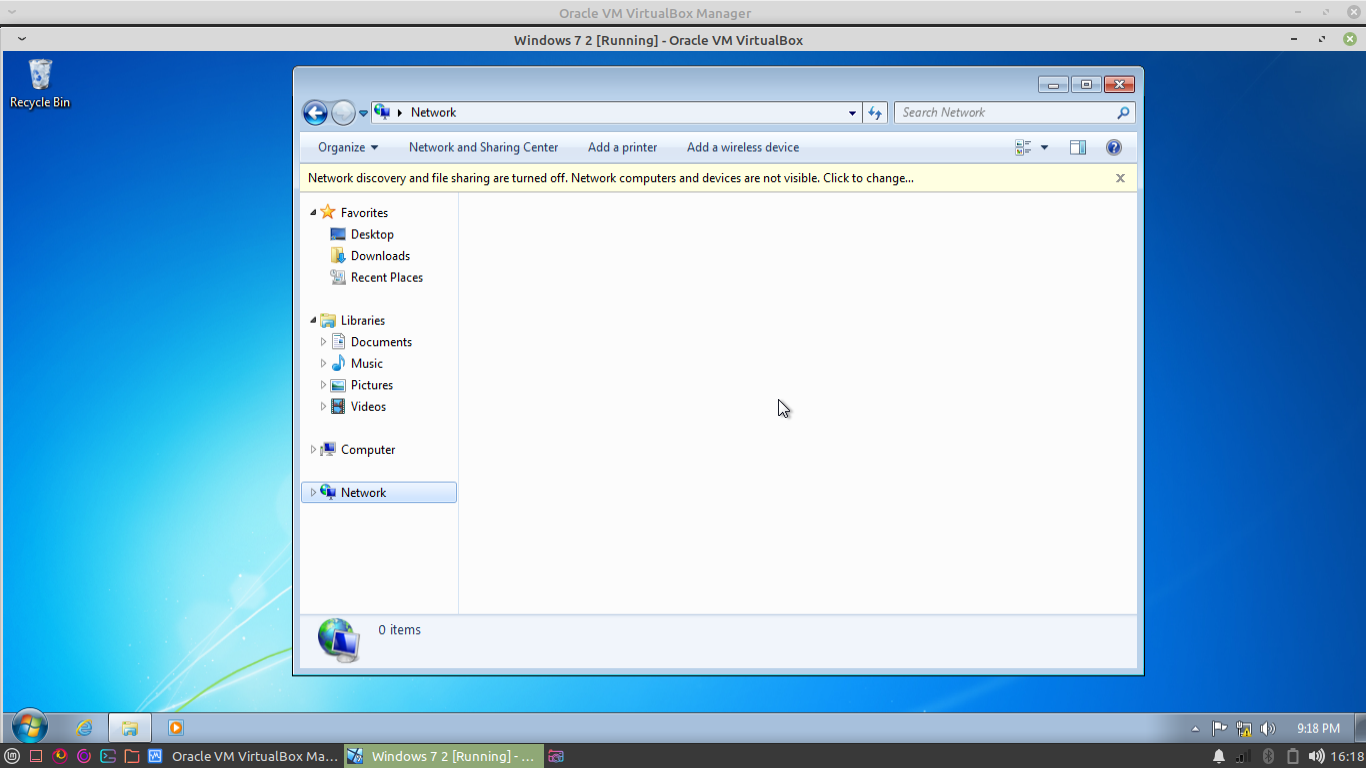 Oracle VM VirtualBox Manager
Windows 7 2 [Running] - Oracle VM VirtualBox
Recycle Bin
Network
Search Network
Organize Network and Sharing Center Add a printer Add a wireless device
Network discovery and file sharing are turned off. Network computers and devices are not visible. Click to change...
Favorites
Desktop
Downloads
Recent Places
Libraries
Documents
Music
Pictures
Videos
Computer
Network
0 items
9:18 PM
Oracle VM VirtualBox Ma... Windows 7 2 [Running] - ... 16:18